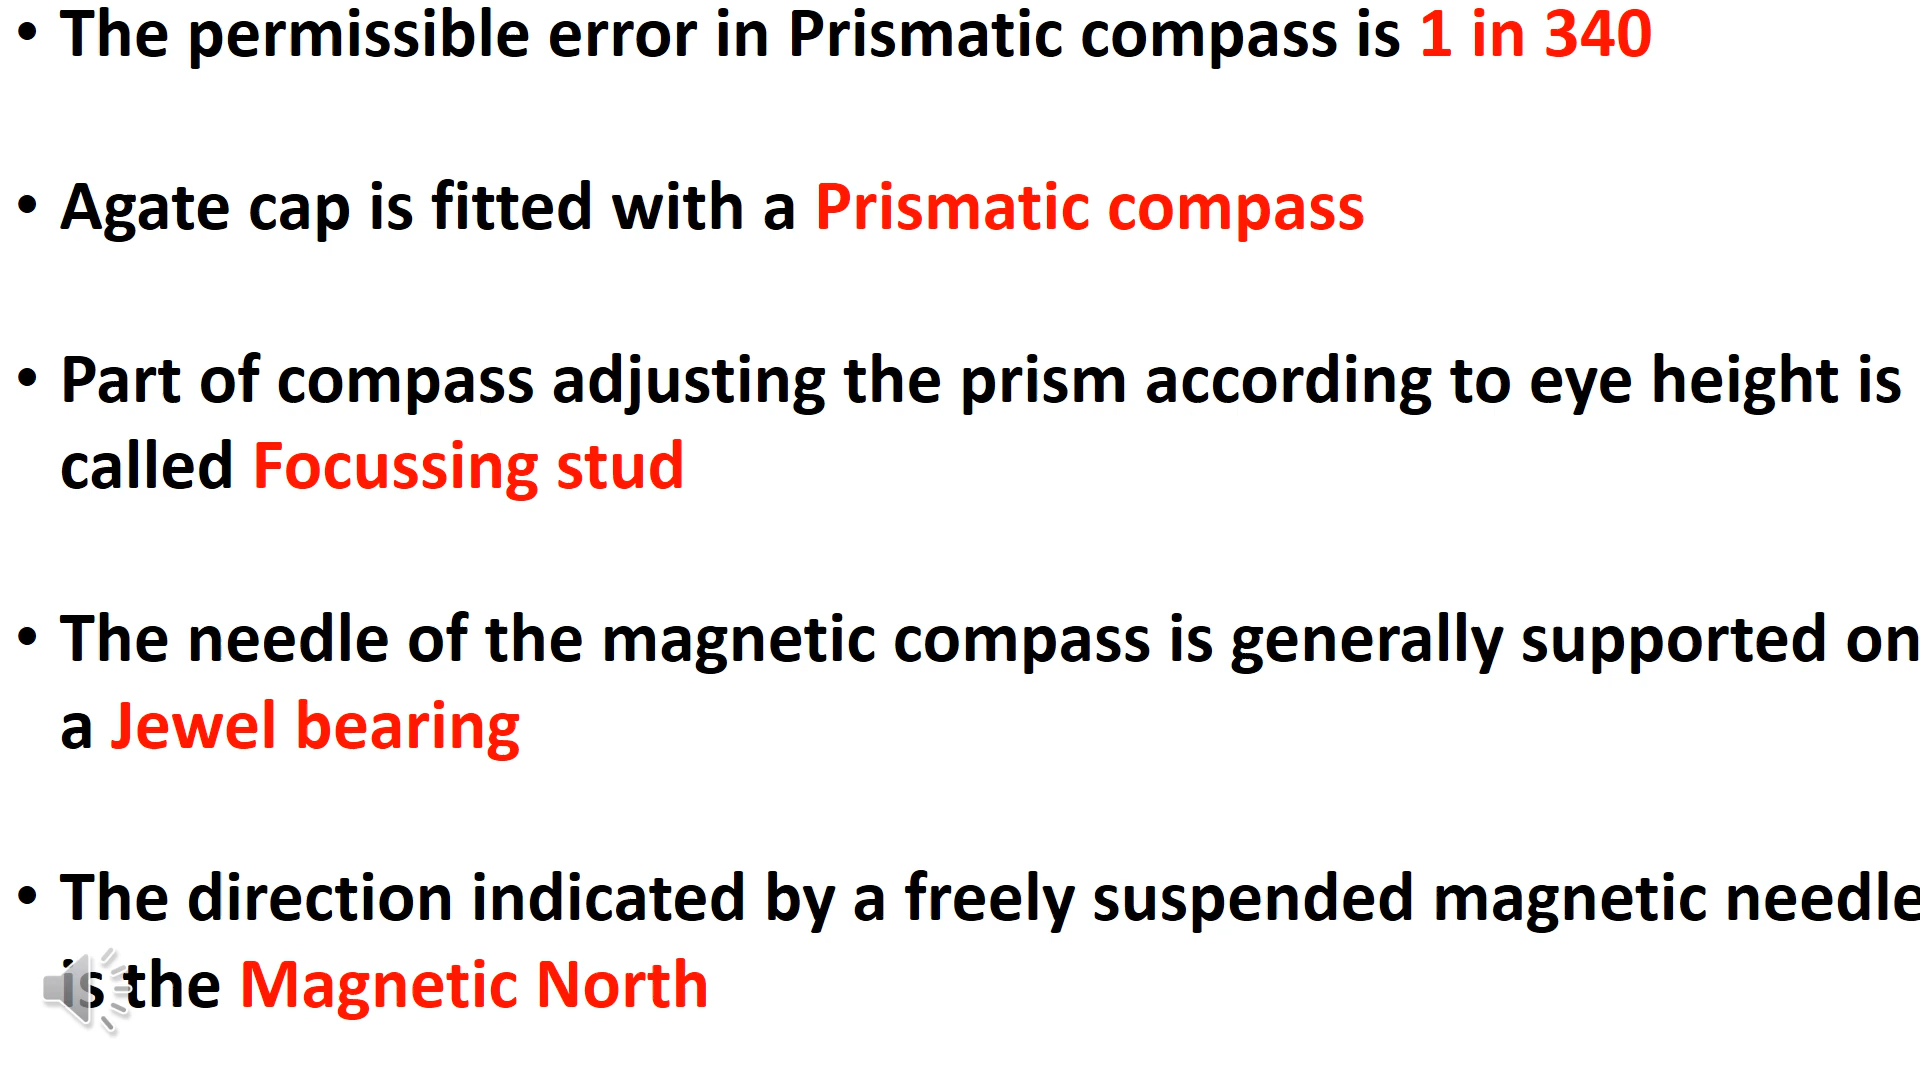 • The permissible error in Prismatic compass is 1 in 340
• Agate cap is fitted with a Prismatic compass
• Part of compass adjusting the prism according to eye height is
called Focussing stud
• The needle of the magnetic compass is generally supported on
a Jewel bearing
• The direction indicated by a freely suspended magnetic needle
is the Magnetic North